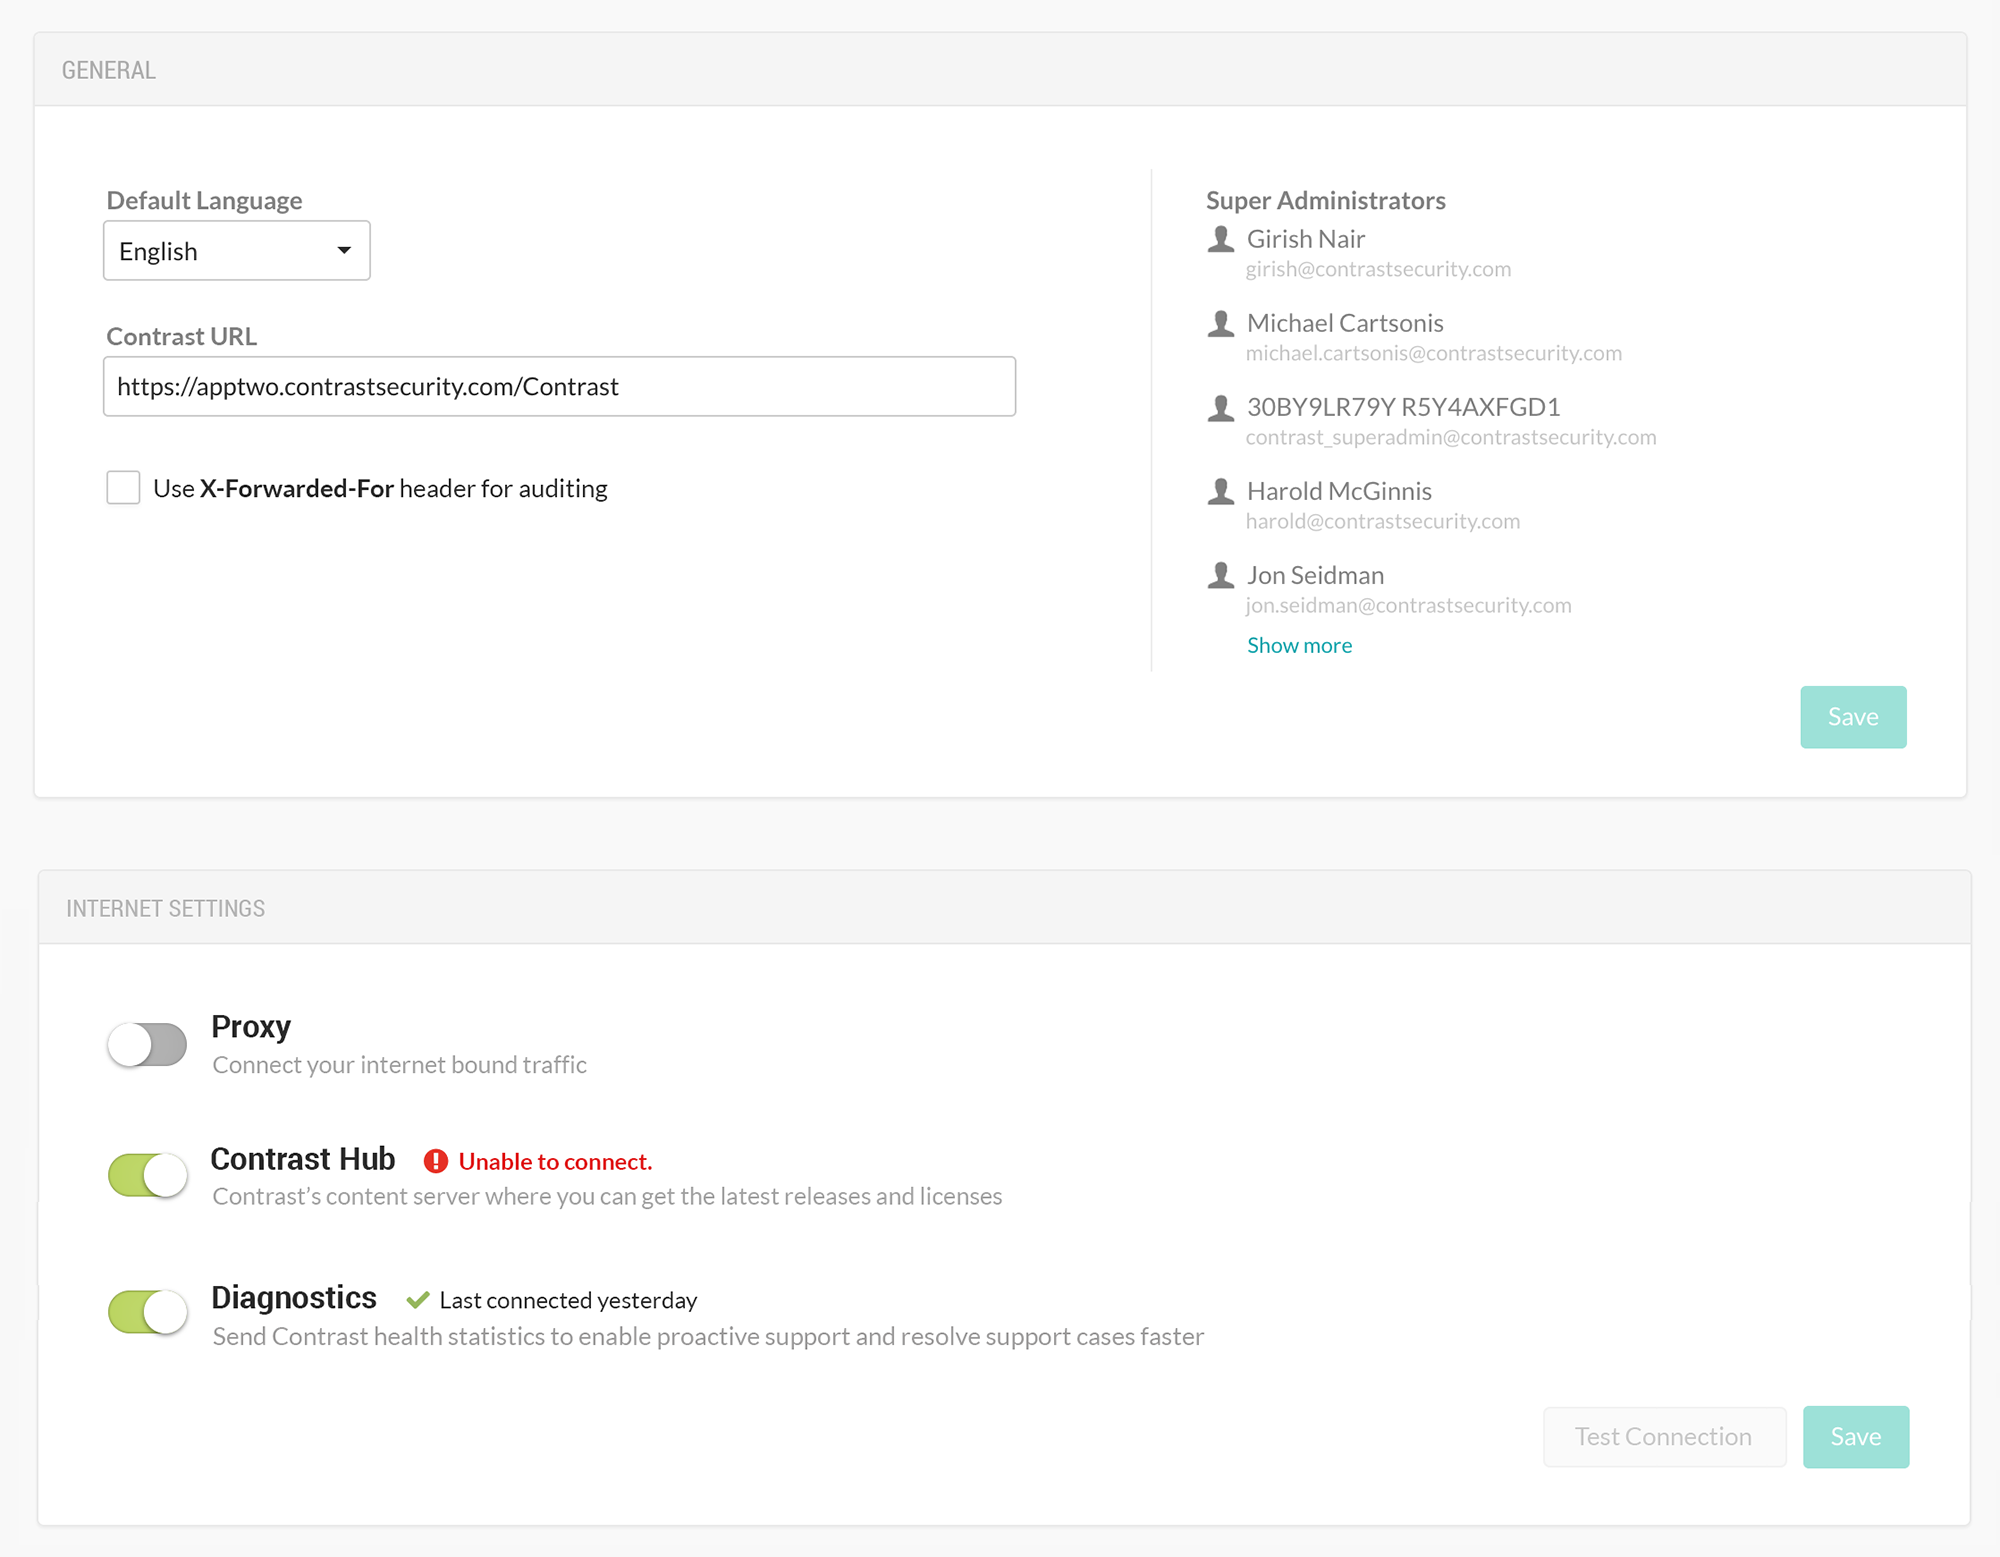 GENERAL
Default Language
English
Contrast URL
https://apptwo.contrastsecurity.com/Contrast
Use X-Forwarded-For header for auditing
Super Administrators
Girish Nair
girish@contrastsecurity.com
Michael Cartsonis
michael.cartsonis@contrastsecurity.com
30BY9LR79Y R5Y4AXFGD1
contrast_superadmin@contrastsecurity.com
Harold McGinnis
harold@contrastsecurity.com
Jon Seidman
jon.seidman@contrastsecurity.com
Show more
Save
INTERNET SETTINGS
Proxy
Connect your internet bound traffic
Contrast Hub Unable to connect.
Contrast’s content server where you can get the latest releases and licenses
Diagnostics Last connected yesterday
Send Contrast health statistics to enable proactive support and resolve support cases faster
Test Connection Save